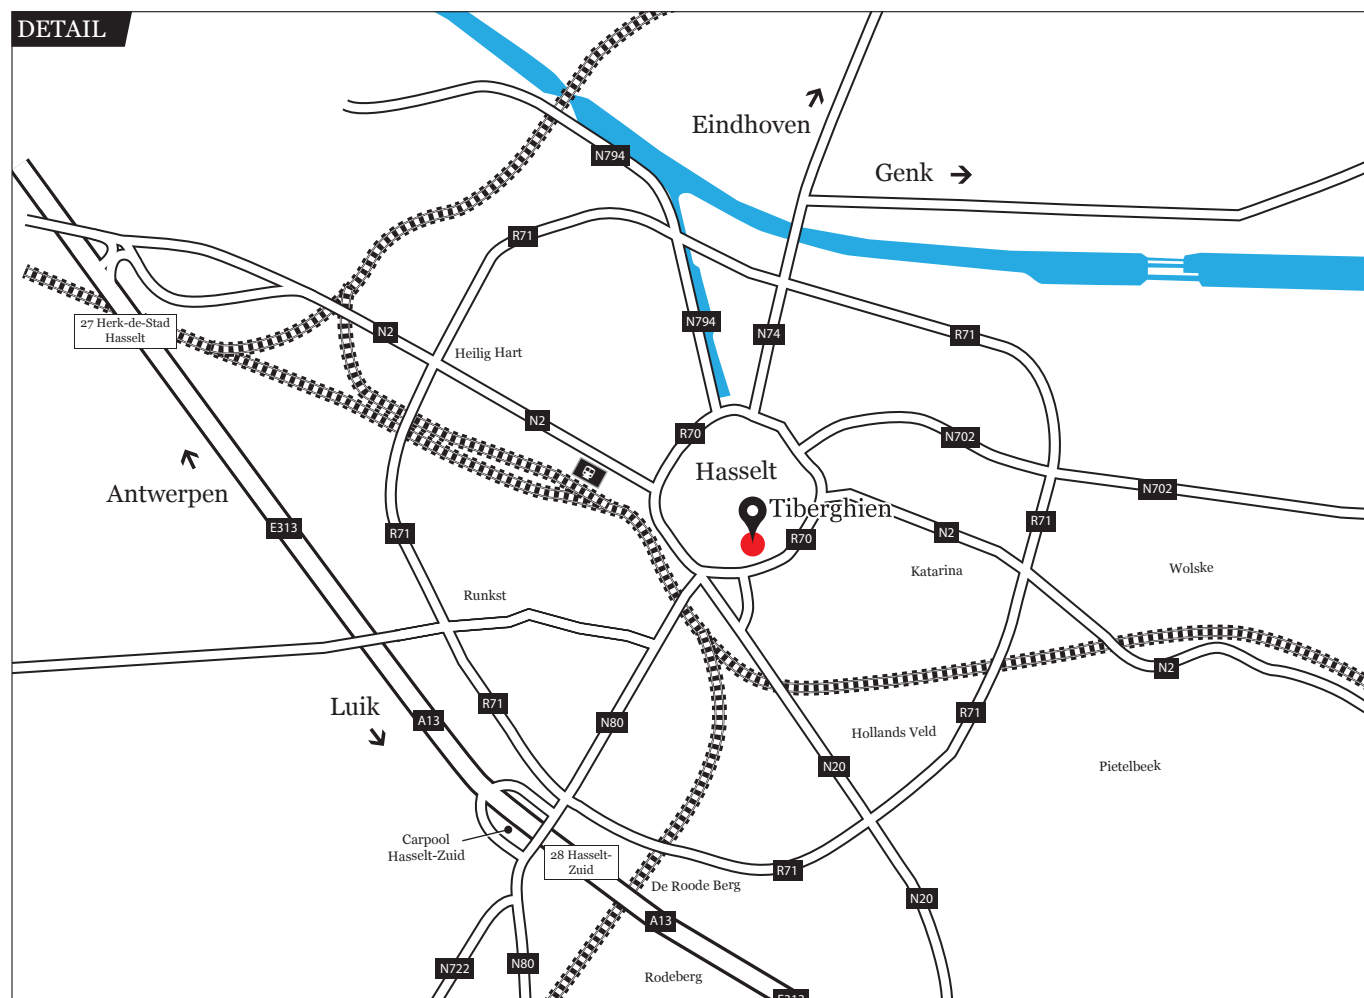 DETAIL
Eindhoven
N794
Genk
R71
27 Herk-de-Stad
Hasselt
N2
N794
N74
R71
Heilig Hart
N2
R70
N702
Hasselt
N702
Antwerpen
Tiberghien
E313
R71
R70
N2
R71
Katarina
Wolske
Runkst
N2
Luik
R71
A13
N80
R71
Hollands Veld
N20
Pietelbeek
Carpool
Hasselt-Zuid
28 Hasselt-
Zuid
R71
De Roode Berg
N20
A13
N722
N80
Rodeberg
E313